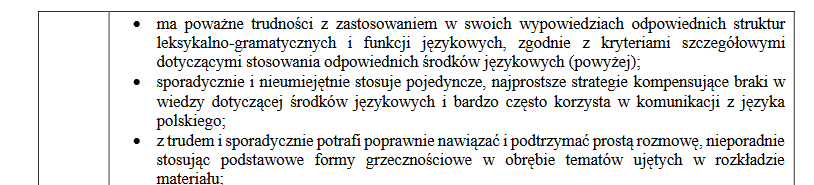 • ma poważne trudności z zastosowaniem w swoich wypowiedziach odpowiednich struktur
leksykalno-gramatycznych i funkcji językowych, zgodnie z kryteriami szczegółowymi
dotyczącymi stosowania odpowiednich środków językowych (powyżej);
• sporadycznie i nieumiejętnie stosuje pojedyncze, najprostsze strategie kompensujące braki w
wiedzy dotyczącej środków językowych i bardzo często korzysta w komunikacji z języka
polskiego;
• z trudem i sporadycznie potrafi poprawnie nawiązać i podtrzymać prostą rozmowę, nieporadnie
stosując podstawowe formy grzecznościowe w obrębie tematów ujętych w rozkładzie
materiału;